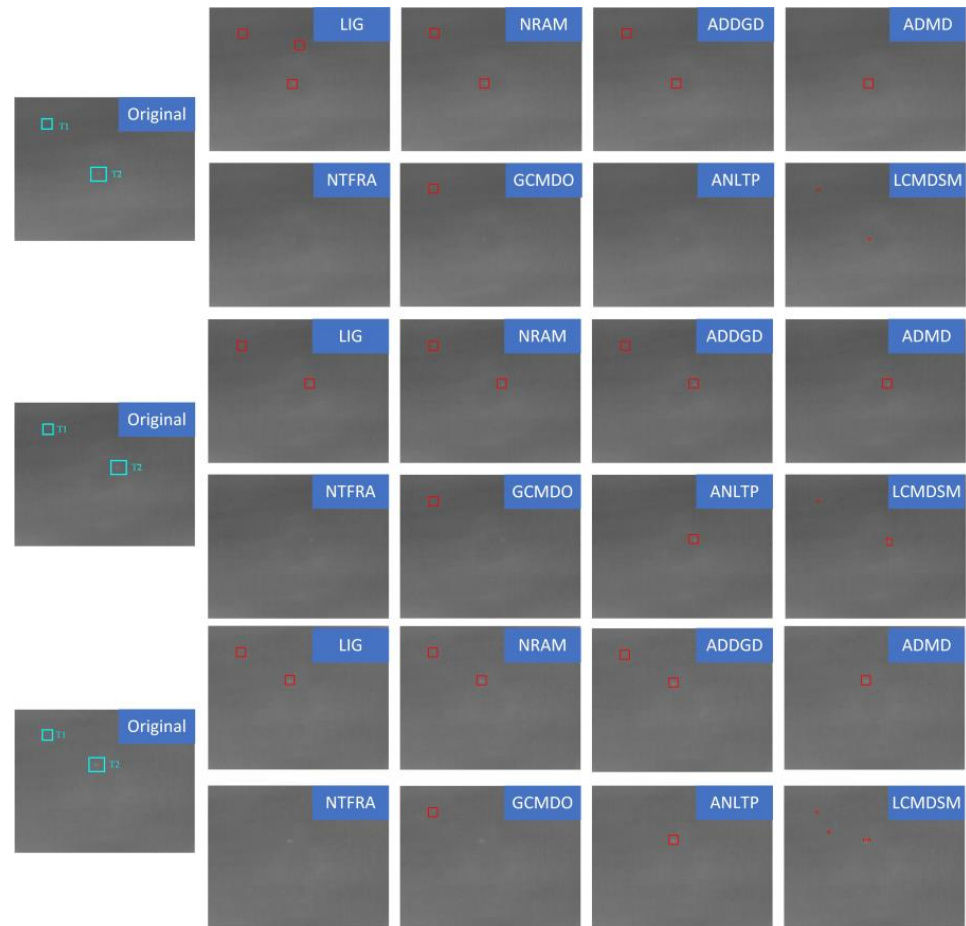 LIG NRAM ADDGD ADMD
Original
T1
T2
NTFRA GCMDO ANLTP LCMDSM
LIG NRAM ADDGD ADMD
Original
T1
T2
NTFRA GCMDO ANLTP LCMDSM
LIG NRAM ADDGD ADMD
Original
T1
T2
NTFRA GCMDO ANLTP LCMDSM